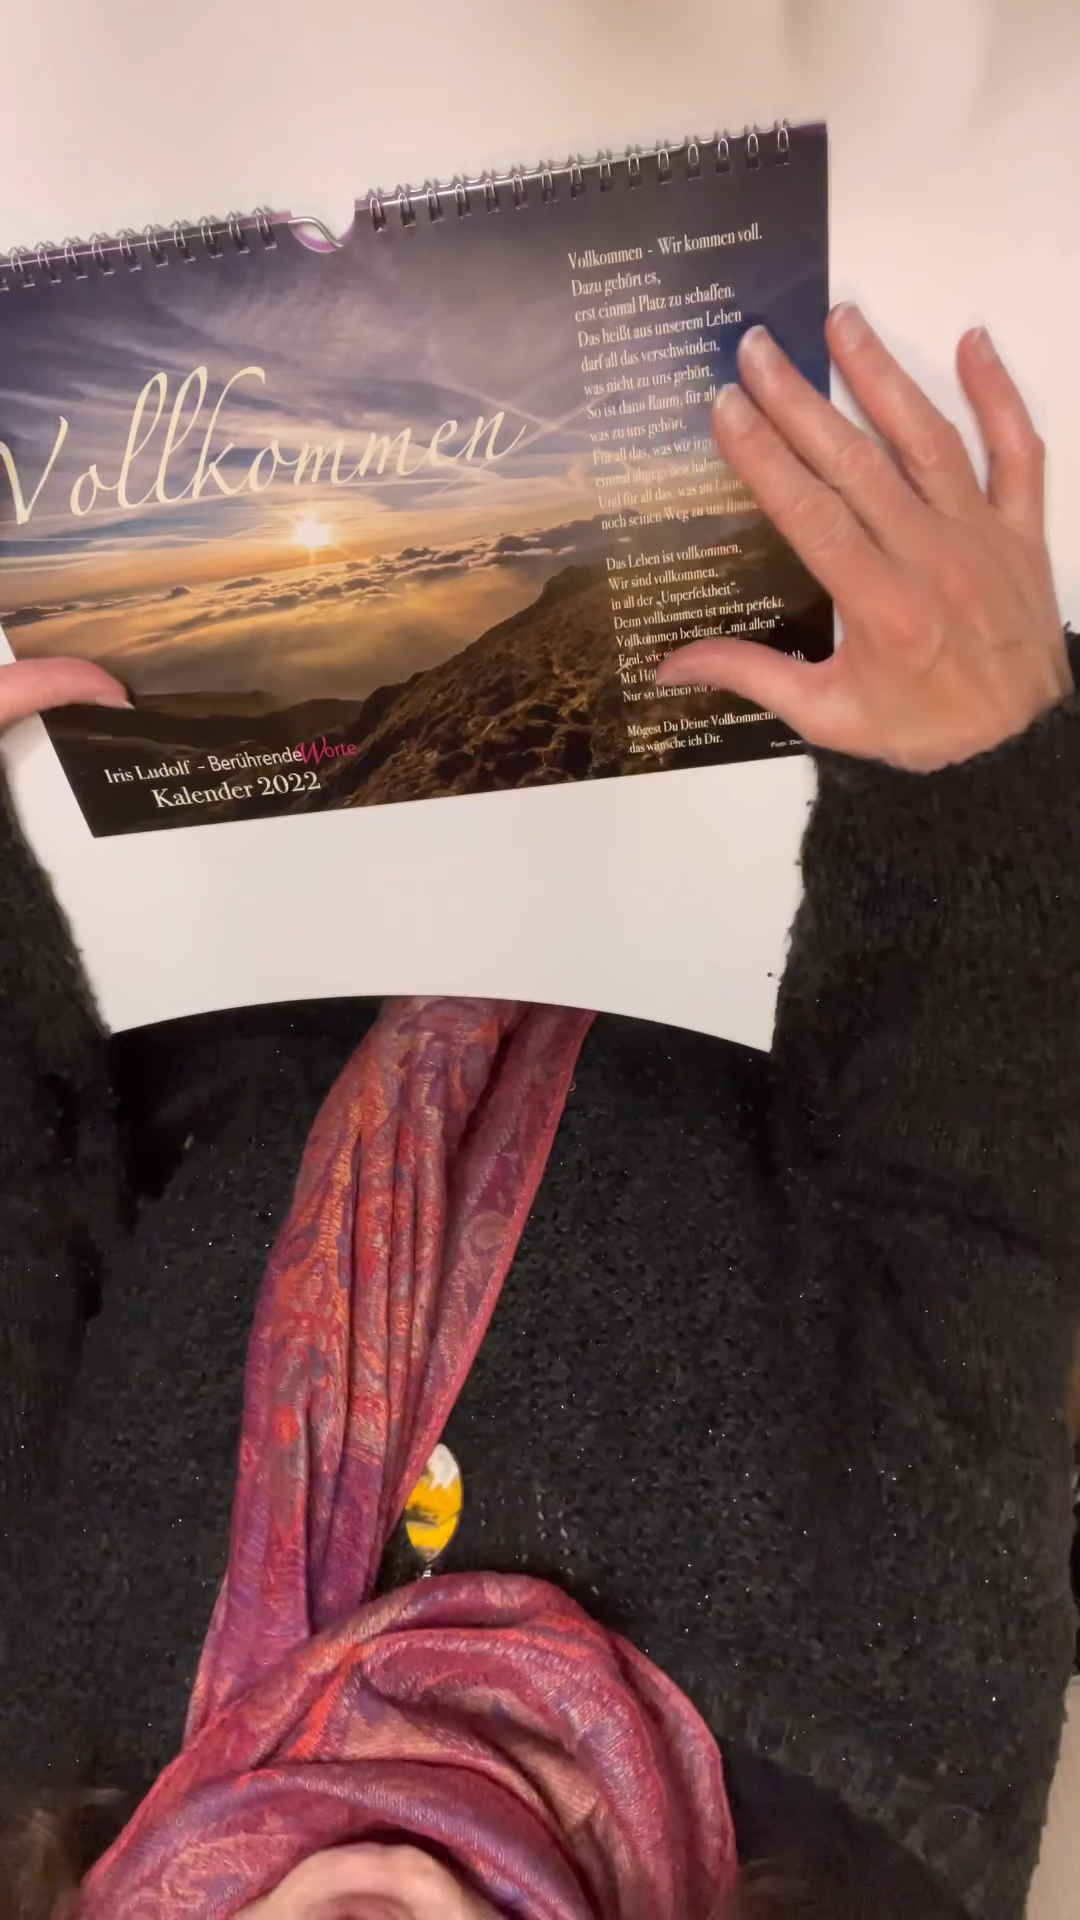 Vollkommen
Vollkommen - Wir kommen voll.
Dazu gehört es,
erst einmal Platz zu schaffen.
Das heißt aus unserem Leben
darf all das verschwinden,
was nicht zu uns gehört.
So ist dann Raum, für all
was zu uns gehört,
Für all das, was wir
einmal abgegeben haben
Und für all das, was im
noch seinen Weg zu uns
Das Leben ist vollkommen,
Wir sind vollkommen,
in all der „Unperfektheit“.
Denn vollkommen ist nicht perfekt.
Vollkommen bedeutet „mit allem“.
Egal, wie
Mit
Nur so bleiben wir
Mögest Du Deine
das wünsche ich Dir.
Foto:
Iris Ludolf - BerührendeWorte
Kalender 2022